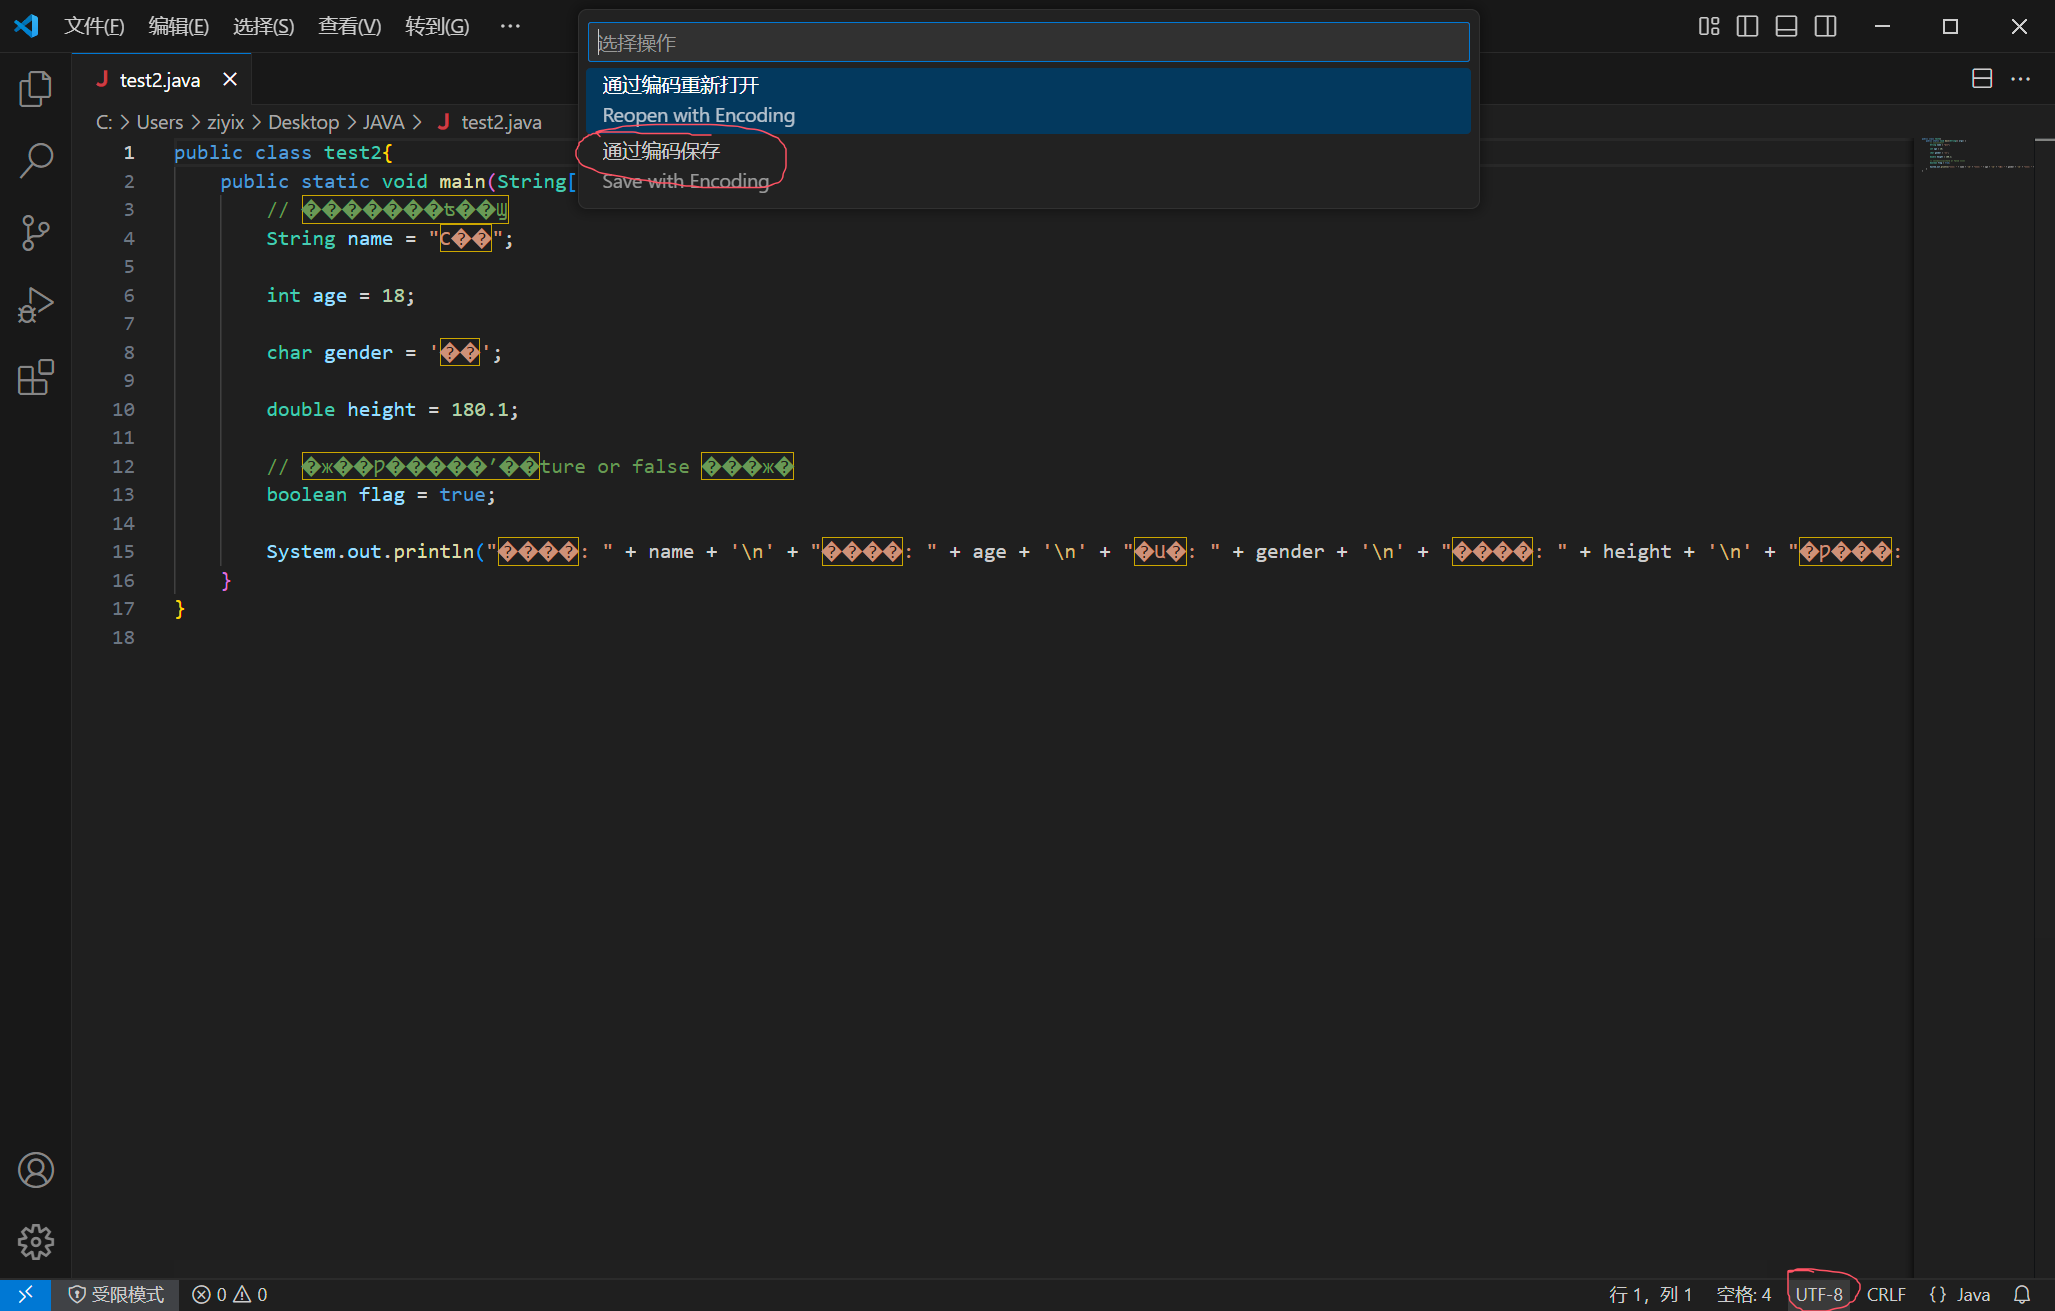 文件(F) 编辑(E) 选择(S) 查看(V) 转到(G) ···
选择操作
通过编码重新打开
Reopen with Encoding
通过编码保存
Save with Encoding
test2.java
C: > Users > ziyix > Desktop > JAVA > test2.java
1 public class test2{
2 public static void main(String[
3 // �������ʦ��Ϣ
4 String name = "С��";
5
6 int age = 18;
7
8 char gender = '��';
9
10 double height = 180.1;
11
12 // �ж��Ƿ�����ʼ��ture or false ���ж�
13 boolean flag = true;
14
15 System.out.println("����: " + name + '\n' + "����: " + age + '\n' + "�Ա�: " + gender + '\n' + "����: " + height + '\n' + "�Ƿ���:
16 }
17 }
18
受限模式 0 0 行 1, 列 1 空格: 4 UTF-8 CRLF {} Java